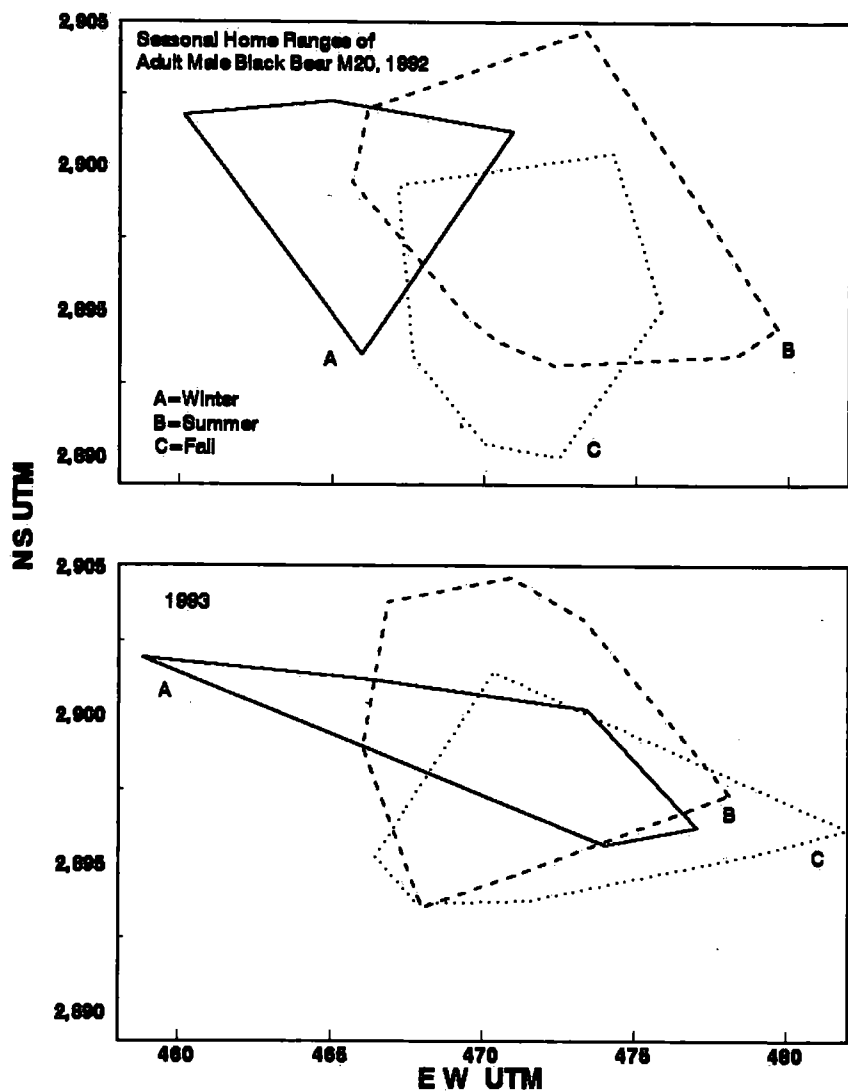 2,905
Seasonal Home Ranges of
Adult Male Black Bear M20, 1992
2,900
2,895
A
B
A=Winter
B=Summer
C=Fall
2,890
C
NS UTM
2,905
1993
A
2,900
B
2,895
C
2,890
460 465 470 475 480
EW UTM